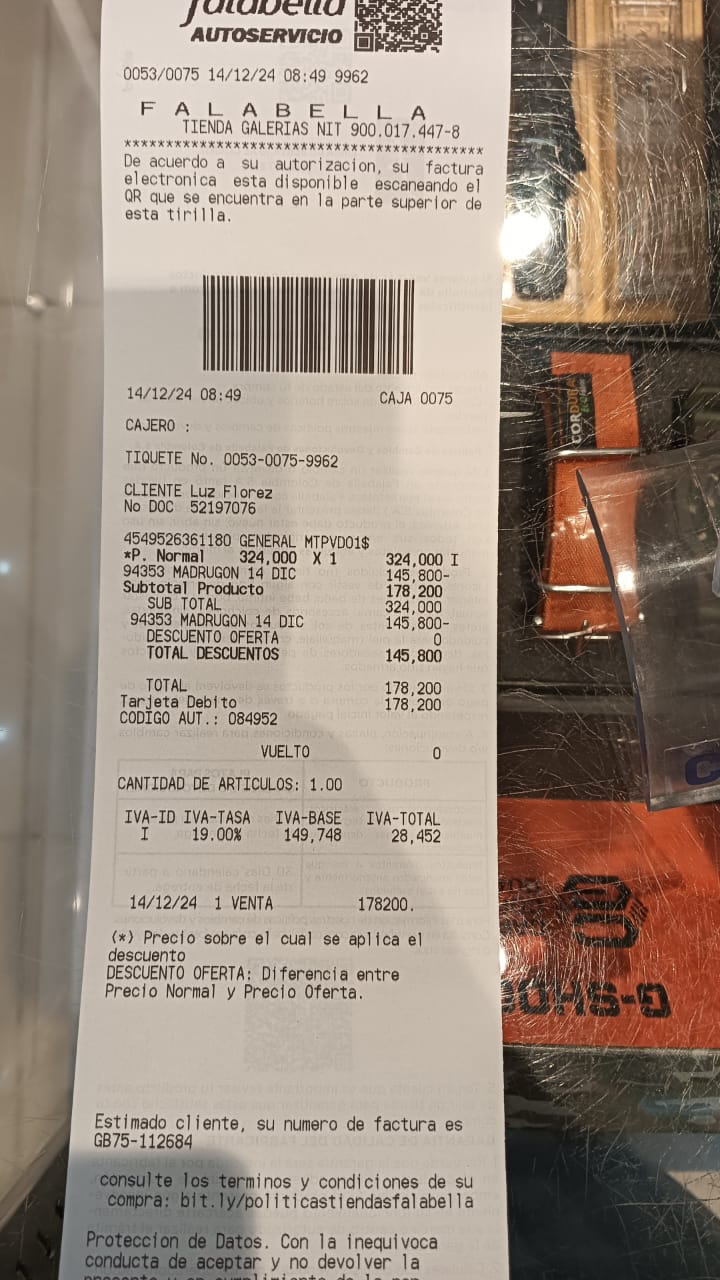 falabella
AUTOSERVICIO
0053/0075 14/12/24 08:49 9962
F A L A B E L L A
TIENDA GALERIAS NIT 900.017.447-8
******************************************
De acuerdo a su autorizacion, su factura
electronica esta disponible escaneando el
QR que se encuentra en la parte superior de
esta tirilla.
14/12/24 08:49 CAJA 0075
CAJERO :
TIQUETE No. 0053-0075-9962
CLIENTE Luz Florez
No DOC 52197076
4549526361180 GENERAL MTPVD01$
*P. Normal 324,000 X 1 324,000 I
94353 MADRUGON 14 DIC 145,800-
Subtotal Producto 178,200
SUB TOTAL 324,000
94353 MADRUGON 14 DIC 145,800-
DESCUENTO OFERTA 0
TOTAL DESCUENTOS 145,800
TOTAL 178,200
Tarjeta Debito 178,200
CODIGO AUT.: 084952
VUELTO 0
CANTIDAD DE ARTICULOS: 1.00
IVA-ID IVA-TASA IVA-BASE IVA-TOTAL
I 19.00% 149,748 28,452
14/12/24 1 VENTA 178200.
(*) Precio sobre el cual se aplica el
descuento
DESCUENTO OFERTA: Diferencia entre
Precio Normal y Precio Oferta.
Estimado cliente, su numero de factura es
GB75-112684
consulte los terminos y condiciones de su
compra: bit.ly/politicastiendasfalabella
Proteccion de Datos. Con la inequivoca
conducta de aceptar y no devolver la
CORDURA
G-SHOC
C